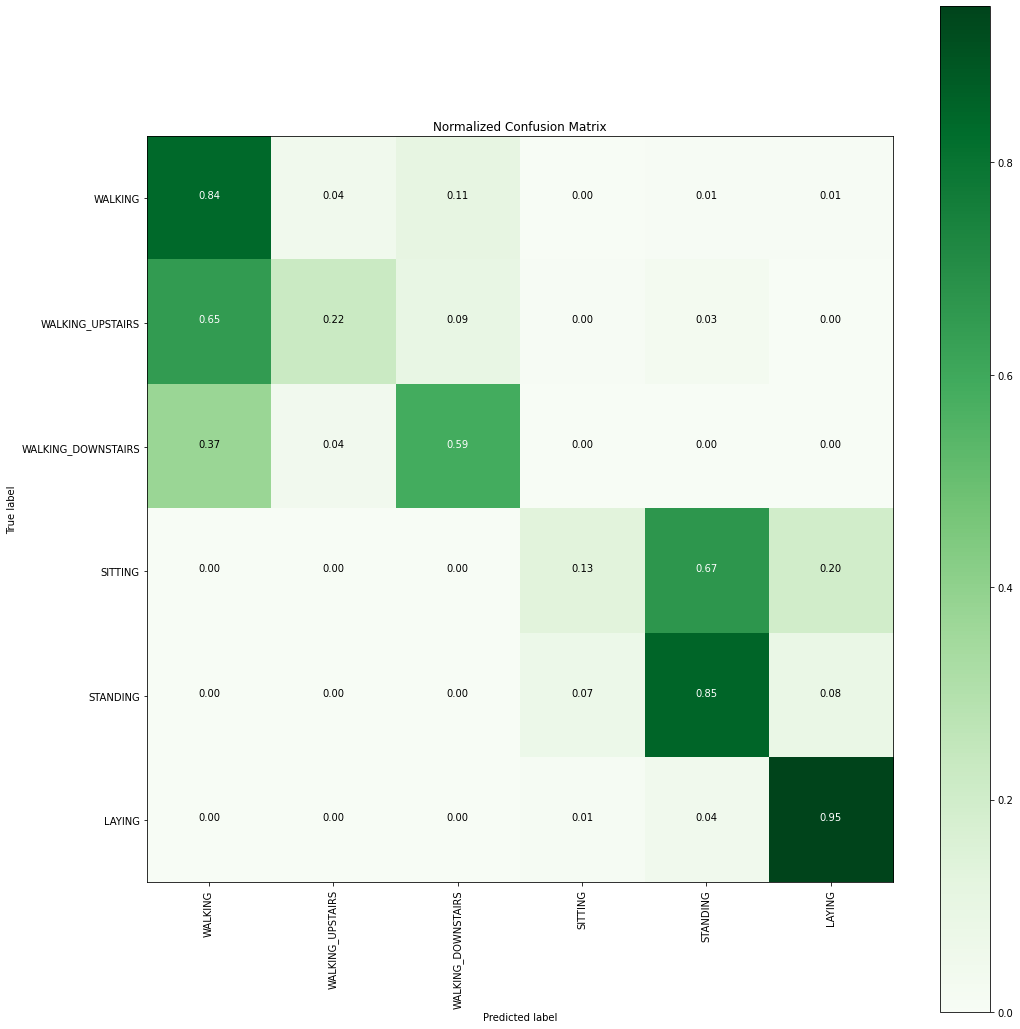 Normalized Confusion Matrix
True label
WALKING 0.84 0.04 0.11 0.00 0.01 0.01
WALKING_UPSTAIRS 0.65 0.22 0.09 0.00 0.03 0.00
WALKING_DOWNSTAIRS 0.37 0.04 0.59 0.00 0.00 0.00
SITTING 0.00 0.00 0.00 0.13 0.67 0.20
STANDING 0.00 0.00 0.00 0.07 0.85 0.08
LAYING 0.00 0.00 0.00 0.01 0.04 0.95
WALKING
WALKING_UPSTAIRS
WALKING_DOWNSTAIRS
SITTING
STANDING
LAYING
Predicted label
0.8
0.6
0.4
0.2
0.0